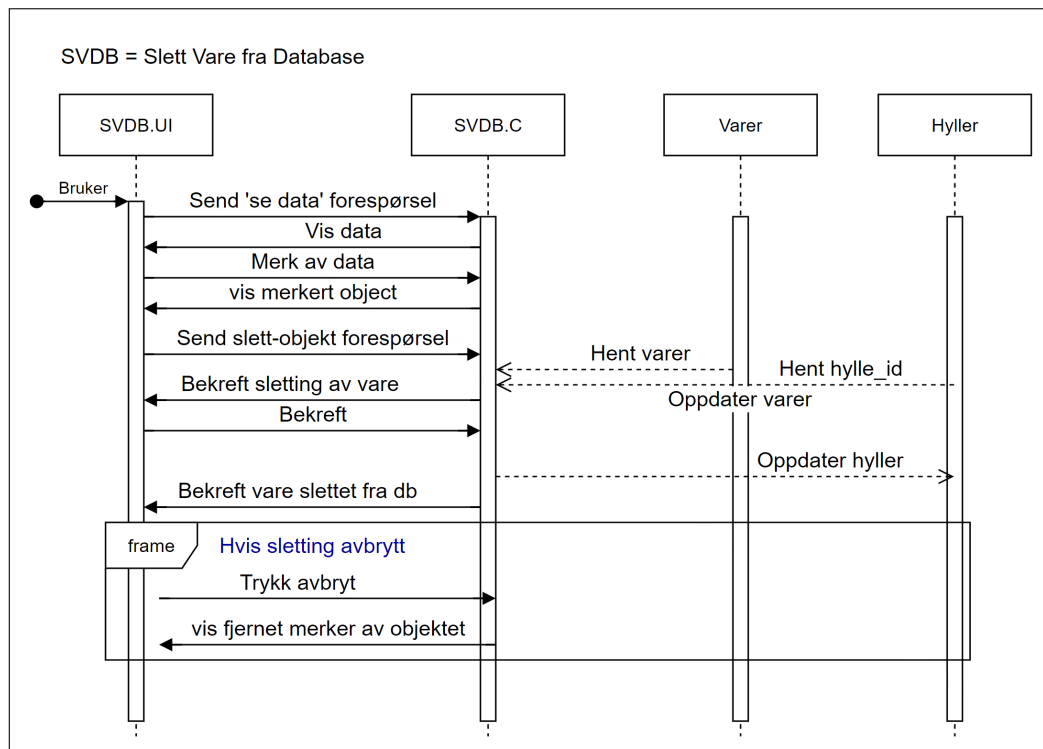 SVDB = Slett Vare fra Database
SVDB.UI
SVDB.C
Varer
Hyller
Bruker
Send 'se data' forespørsel
Vis data
Merk av data
vis merkert object
Send slett-objekt forespørsel
Hent varer
Hent hylle_id
Bekreft sletting av vare
Oppdater varer
Bekreft
Oppdater hyller
Bekreft vare slettet fra db
frame
Hvis sletting avbrytt
Trykk avbryt
vis fjernet merker av objektet